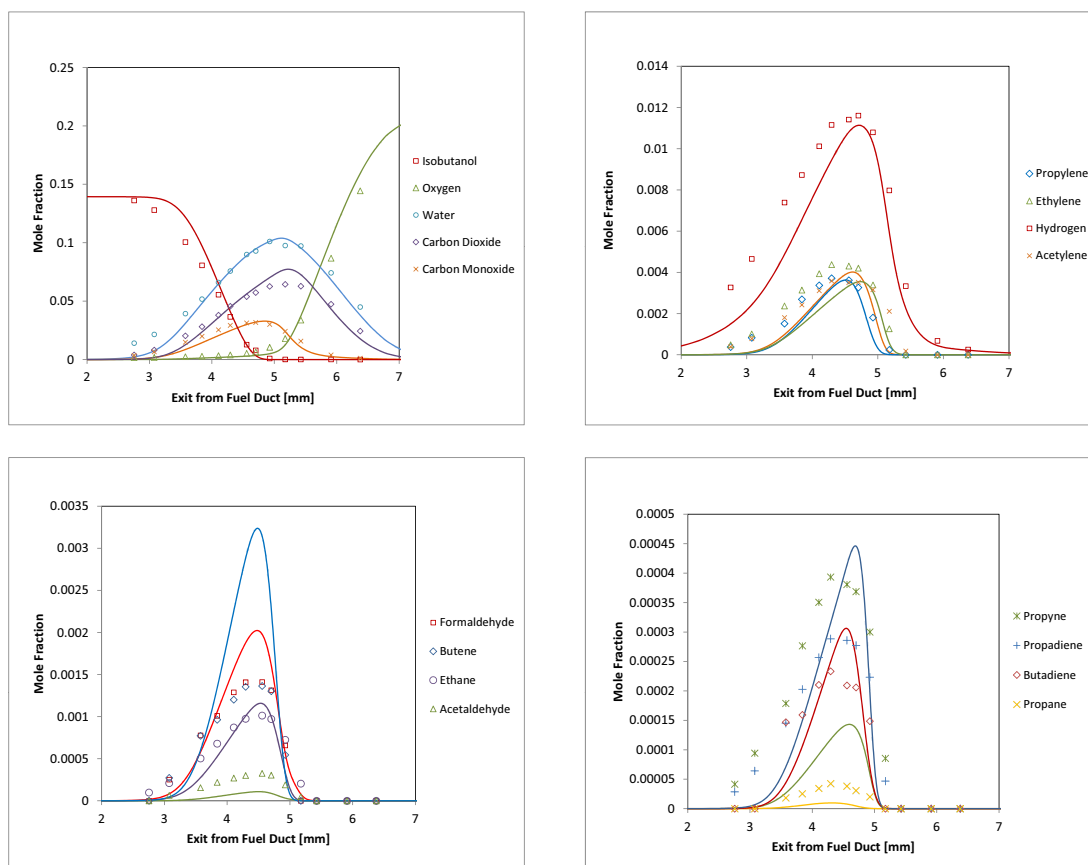 0.25
0.2
0.15
0.1
0.05
0
2 3 4 5 6 7
Mole Fraction
Exit from Fuel Duct [mm]
Isobutanol
Oxygen
Water
Carbon Dioxide
Carbon Monoxide
0.014
0.012
0.01
0.008
0.006
0.004
0.002
0
2 3 4 5 6 7
Mole Fraction
Exit from Fuel Duct [mm]
Propylene
Ethylene
Hydrogen
Acetylene
0.0035
0.003
0.0025
0.002
0.0015
0.001
0.0005
0
2 3 4 5 6 7
Mole Fraction
Exit from Fuel Duct [mm]
Formaldehyde
Butene
Ethane
Acetaldehyde
0.0005
0.00045
0.0004
0.00035
0.0003
0.00025
0.0002
0.00015
0.0001
0.00005
0
2 3 4 5 6 7
Mole Fraction
Exit from Fuel Duct [mm]
Propyne
Propadiene
Butadiene
Propane